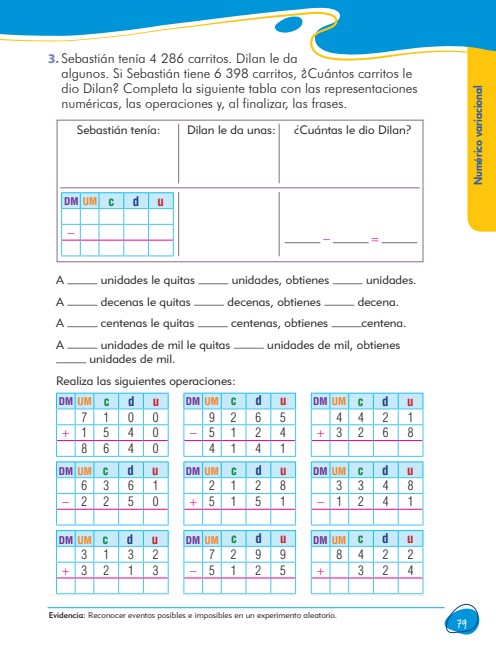 3. Sebastián tenía 4 286 carritos. Dilan le da
algunos. Si Sebastián tiene 6 398 carritos, ¿Cuántos carritos le
dio Dilan? Completa la siguiente tabla con las representaciones
numéricas, las operaciones y, al finalizar, las frases.
Numérico variacional
Sebastián tenía: Dilan le da unas: ¿Cuántas le dio Dilan?
DM UM c d u
−
_____ − _____ = _____
A _____ unidades le quitas _____ unidades, obtienes _____ unidades.
A _____ decenas le quitas _____ decenas, obtienes _____ decena.
A _____ centenas le quitas _____ centenas, obtienes _____centena.
A _____ unidades de mil le quitas _____ unidades de mil, obtienes
_____ unidades de mil.
Realiza las siguientes operaciones:
DM UM c d u DM UM c d u DM UM c d u
7 1 0 0 9 2 6 5 4 4 2 1
+ 1 5 4 0 − 5 1 2 4 + 3 2 6 8
8 6 4 0 4 1 4 1
DM UM c d u DM UM c d u DM UM c d u
6 3 6 1 2 1 2 8 3 3 4 8
− 2 2 5 0 + 5 1 5 1 − 1 2 4 1
DM UM c d u DM UM c d u DM UM c d u
3 1 3 2 7 2 9 9 8 4 2 2
+ 3 2 1 3 − 5 1 2 5 + 3 2 4
Evidencia: Reconocer eventos posibles e imposibles en un experimento aleatorio.
79